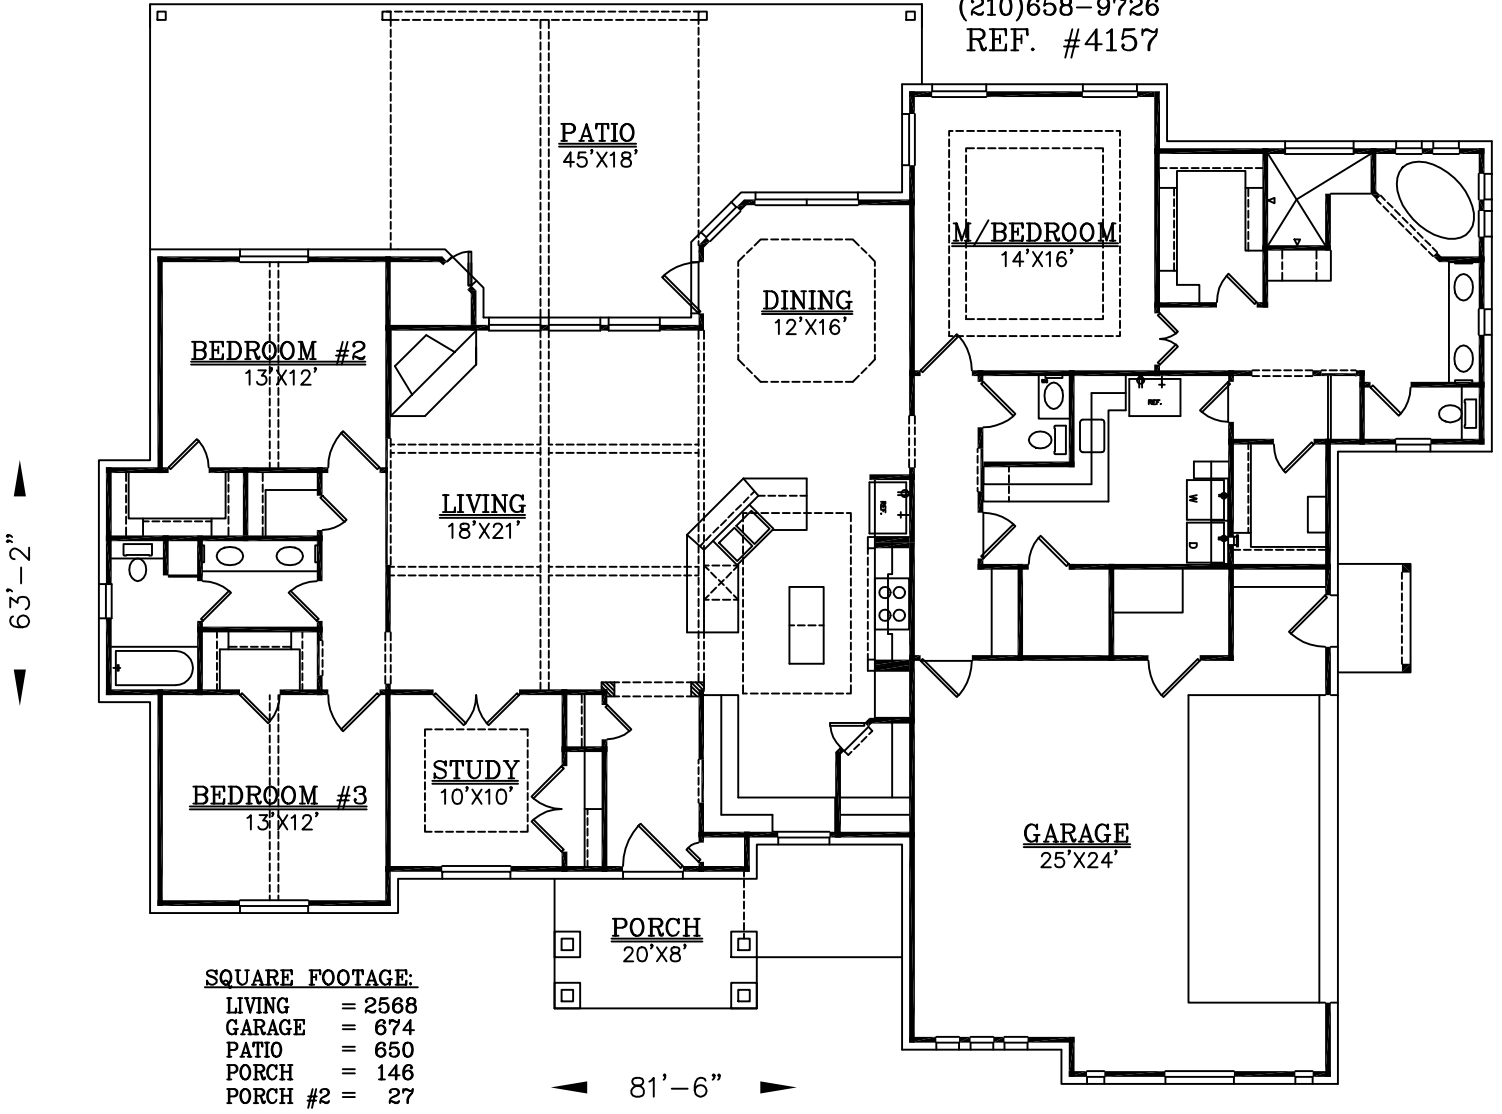 (210)658-9726
REF. #4157
PATIO
45'X18'
M/BEDROOM
14'X16'
DINING
12'X16'
BEDROOM #2
13'X12'
REF.
LIVING
18'X21'
REF.
W
D
63'-2"
STUDY
10'X10'
BEDROOM #3
13'X12'
GARAGE
25'X24'
PORCH
20'X8'
SQUARE FOOTAGE:
LIVING = 2568
GARAGE = 674
PATIO = 650
PORCH = 146
PORCH #2 = 27
81'-6"